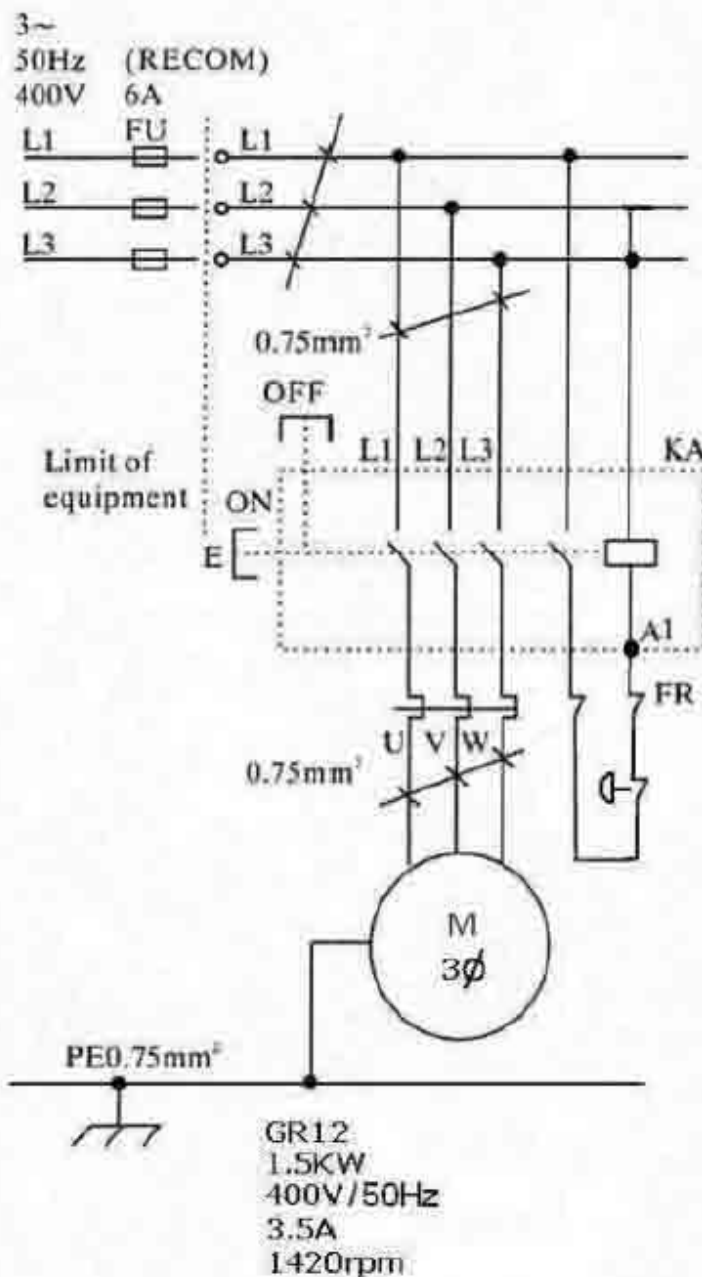 3~
50Hz (RECOM)
400V 6A
FU
L1 L1
L2 L2
L3 L3
0.75mm²
OFF
L1 L2 L3 KA
Limit of
equipment
ON
E
A1
FR
U V W
0.75mm²
M
3Ø
PE0.75mm²
GR12
1.5KW
400V/50Hz
3.5A
1420rpm